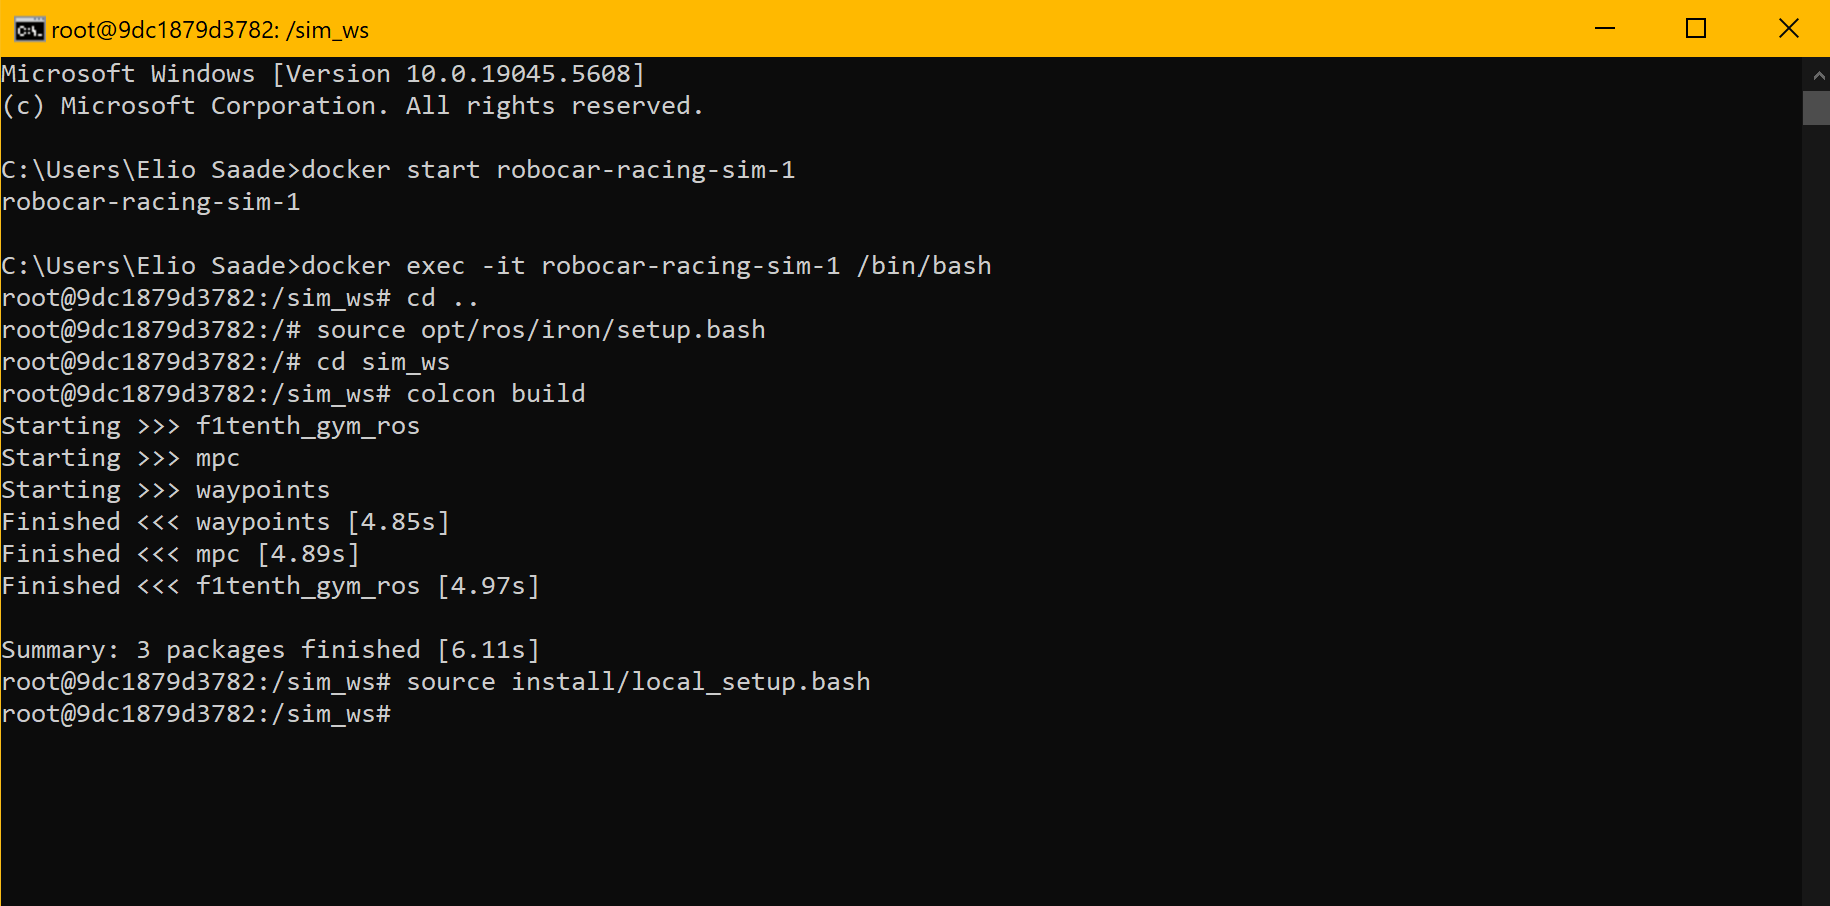 root@9dc1879d3782: /sim_ws
Microsoft Windows [Version 10.0.19045.5608]
(c) Microsoft Corporation. All rights reserved.
C:\Users\Elio Saade>docker start robocar-racing-sim-1
robocar-racing-sim-1
C:\Users\Elio Saade>docker exec -it robocar-racing-sim-1 /bin/bash
root@9dc1879d3782:/sim_ws# cd ..
root@9dc1879d3782:/# source opt/ros/iron/setup.bash
root@9dc1879d3782:/# cd sim_ws
root@9dc1879d3782:/sim_ws# colcon build
Starting >>> f1tenth_gym_ros
Starting >>> mpc
Starting >>> waypoints
Finished <<< waypoints [4.85s]
Finished <<< mpc [4.89s]
Finished <<< f1tenth_gym_ros [4.97s]
Summary: 3 packages finished [6.11s]
root@9dc1879d3782:/sim_ws# source install/local_setup.bash
root@9dc1879d3782:/sim_ws#